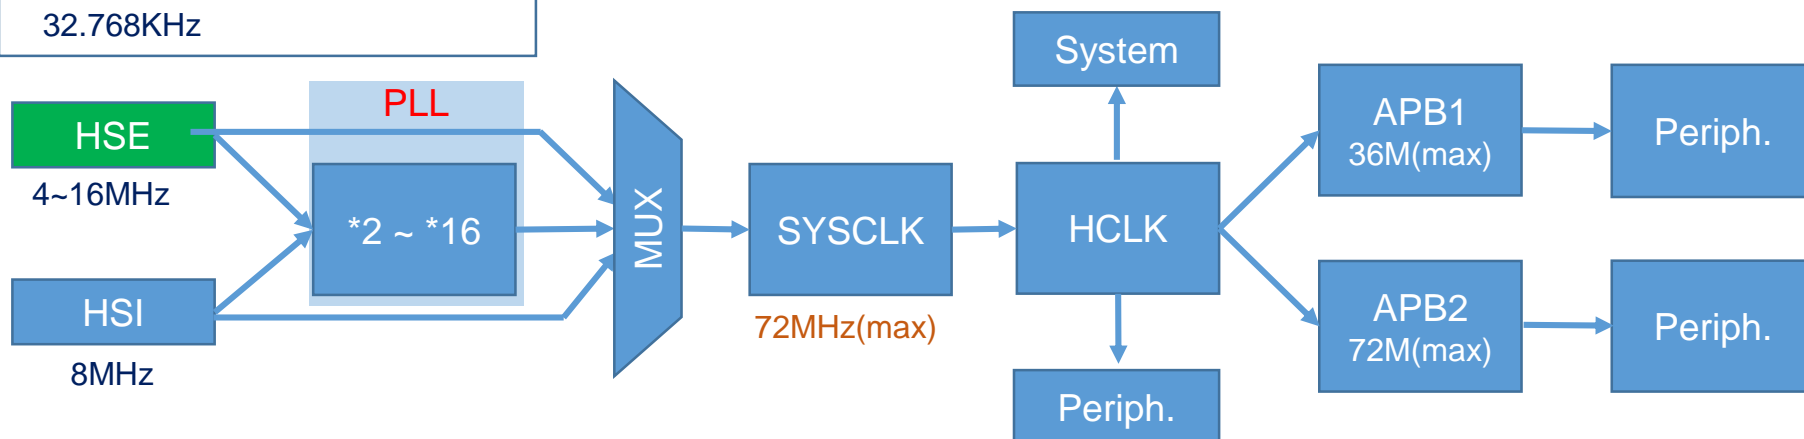 32.768KHz
System
PLL
APB1
36M(max)
Periph.
HSE
4~16MHz
*2 ~ *16
MUX
SYSCLK
72MHz(max)
HCLK
HSI
8MHz
APB2
72M(max)
Periph.
Periph.